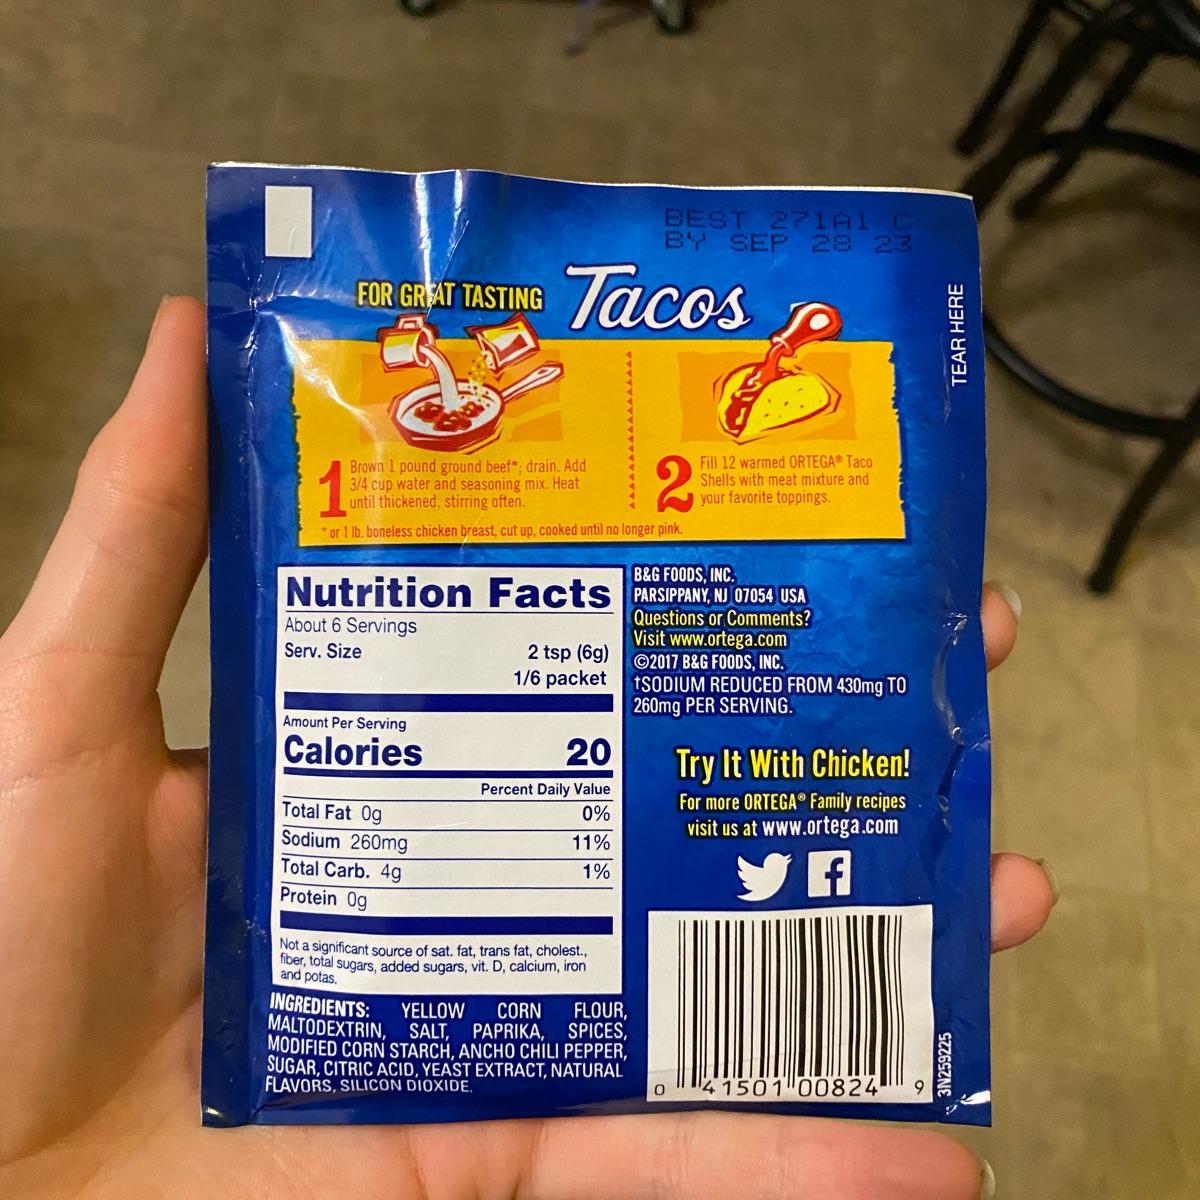 BEST 271A1 C
BY SEP 28 23
TEAR HERE
FOR GREAT TASTING Tacos
1 Brown 1 pound ground beef*; drain. Add
3/4 cup water and seasoning mix. Heat
until thickened, stirring often.
2 Fill 12 warmed ORTEGA® Taco
Shells with meat mixture and
your favorite toppings.
* or 1 lb. boneless chicken breast, cut up, cooked until no longer pink.
Nutrition Facts
About 6 Servings
Serv. Size 2 tsp (6g)
1/6 packet
Amount Per Serving
Calories 20
Percent Daily Value
Total Fat 0g 0%
Sodium 260mg 11%
Total Carb. 4g 1%
Protein 0g
Not a significant source of sat. fat, trans fat, cholest.,
fiber, total sugars, added sugars, vit. D, calcium, iron
and potas.
INGREDIENTS: YELLOW CORN FLOUR,
MALTODEXTRIN, SALT, PAPRIKA, SPICES,
MODIFIED CORN STARCH, ANCHO CHILI PEPPER,
SUGAR, CITRIC ACID, YEAST EXTRACT, NATURAL
FLAVORS, SILICON DIOXIDE.
B&G FOODS, INC.
PARSIPPANY, NJ 07054 USA
Questions or Comments?
Visit www.ortega.com
©2017 B&G FOODS, INC.
†SODIUM REDUCED FROM 430mg TO
260mg PER SERVING.
Try It With Chicken!
For more ORTEGA® Family recipes
visit us at www.ortega.com
0 41501 00824 9
3N259225